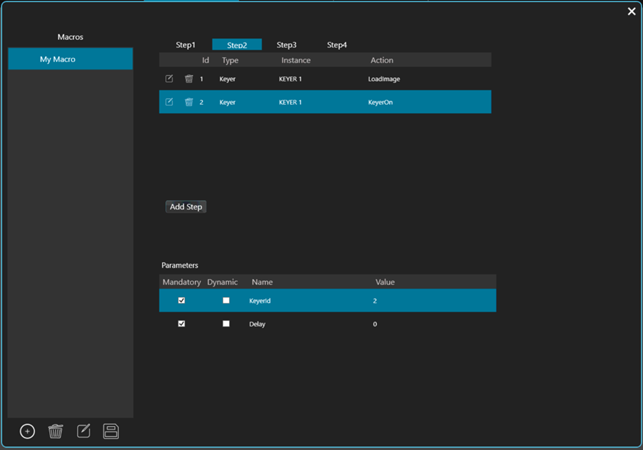 Macros
My Macro
Step1 Step2 Step3 Step4
Id Type Instance Action
1 Keyer KEYER 1 LoadImage
2 Keyer KEYER 1 KeyerOn
Add Step
Parameters
Mandatory Dynamic Name Value
KeyerId 2
Delay 0